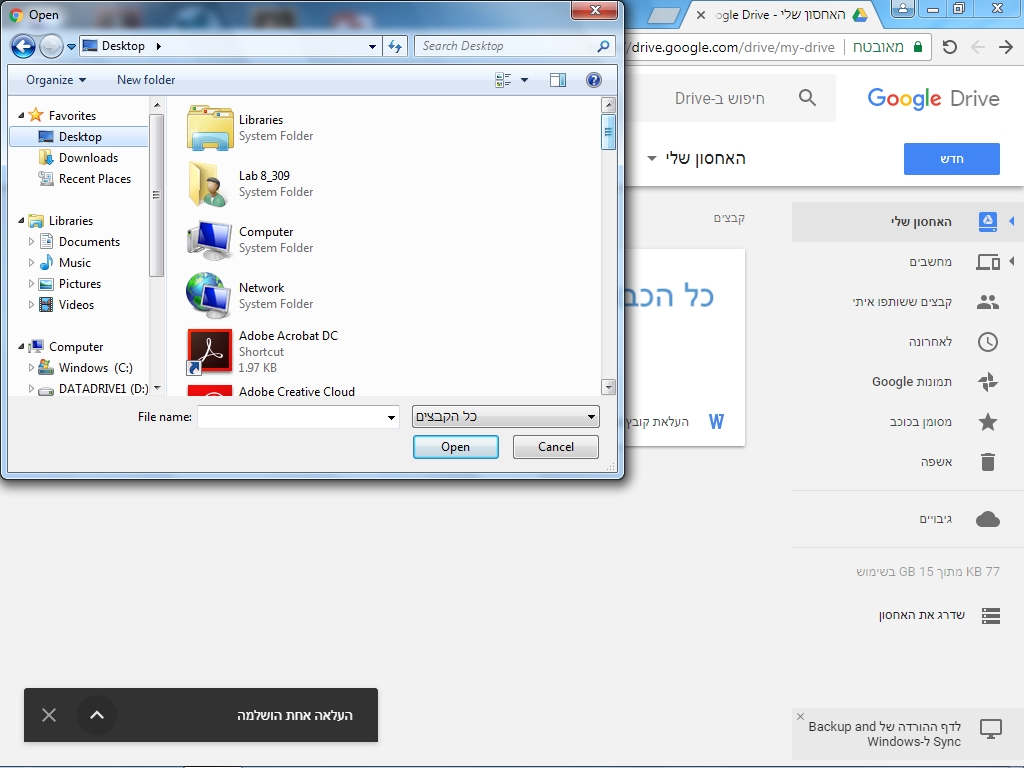 Open
Desktop
Search Desktop
Organize
New folder
Favorites
Desktop
Downloads
Recent Places
Libraries
Documents
Music
Pictures
Videos
Computer
Windows (C:)
DATADRIVE1 (D:)
Libraries
System Folder
Lab 8_309
System Folder
Computer
System Folder
Network
System Folder
Adobe Acrobat DC
Shortcut
1.97 KB
Adobe Creative Cloud
File name:
כל הקבצים
Open
Cancel
האחסון שלי - ogle Drive
/drive.google.com/drive/my-drive
מאובטח
Google Drive
חיפוש ב-Drive
האחסון שלי
חדש
קבצים
כל הכב
העלאת קובץ
W
האחסון שלי
מחשבים
קבצים ששותפו איתי
לאחרונה
תמונות Google
מסומן בכוכב
אשפה
גיבויים
77 KB מתוך 15 GB בשימוש
שדרג את האחסון
לדף ההורדה של Backup and
Sync ל-Windows
העלאה אחת הושלמה